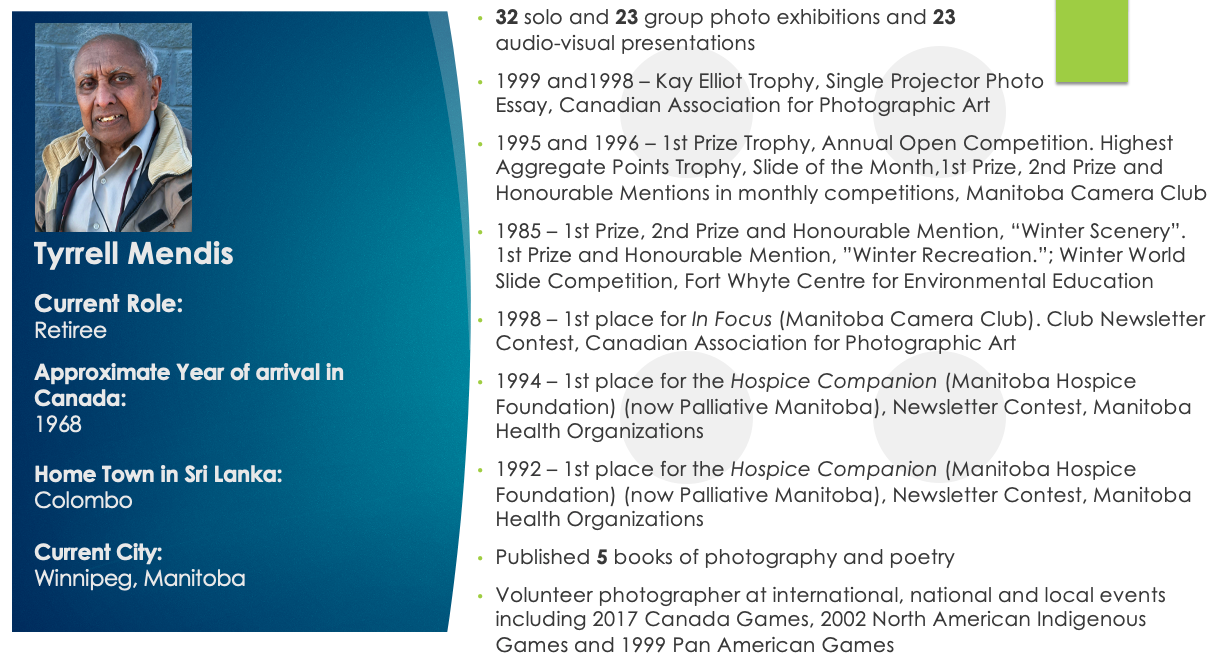 Tyrrell Mendis
Current Role:
Retiree
Approximate Year of arrival in
Canada:
1968
Home Town in Sri Lanka:
Colombo
Current City:
Winnipeg, Manitoba
• 32 solo and 23 group photo exhibitions and 23
audio-visual presentations
• 1999 and1998 – Kay Elliot Trophy, Single Projector Photo
Essay, Canadian Association for Photographic Art
• 1995 and 1996 – 1st Prize Trophy, Annual Open Competition. Highest
Aggregate Points Trophy, Slide of the Month,1st Prize, 2nd Prize and
Honourable Mentions in monthly competitions, Manitoba Camera Club
• 1985 – 1st Prize, 2nd Prize and Honourable Mention, “Winter Scenery”.
1st Prize and Honourable Mention, ”Winter Recreation.”; Winter World
Slide Competition, Fort Whyte Centre for Environmental Education
• 1998 – 1st place for In Focus (Manitoba Camera Club). Club Newsletter
Contest, Canadian Association for Photographic Art
• 1994 – 1st place for the Hospice Companion (Manitoba Hospice
Foundation) (now Palliative Manitoba), Newsletter Contest, Manitoba
Health Organizations
• 1992 – 1st place for the Hospice Companion (Manitoba Hospice
Foundation) (now Palliative Manitoba), Newsletter Contest, Manitoba
Health Organizations
• Published 5 books of photography and poetry
• Volunteer photographer at international, national and local events
including 2017 Canada Games, 2002 North American Indigenous
Games and 1999 Pan American Games